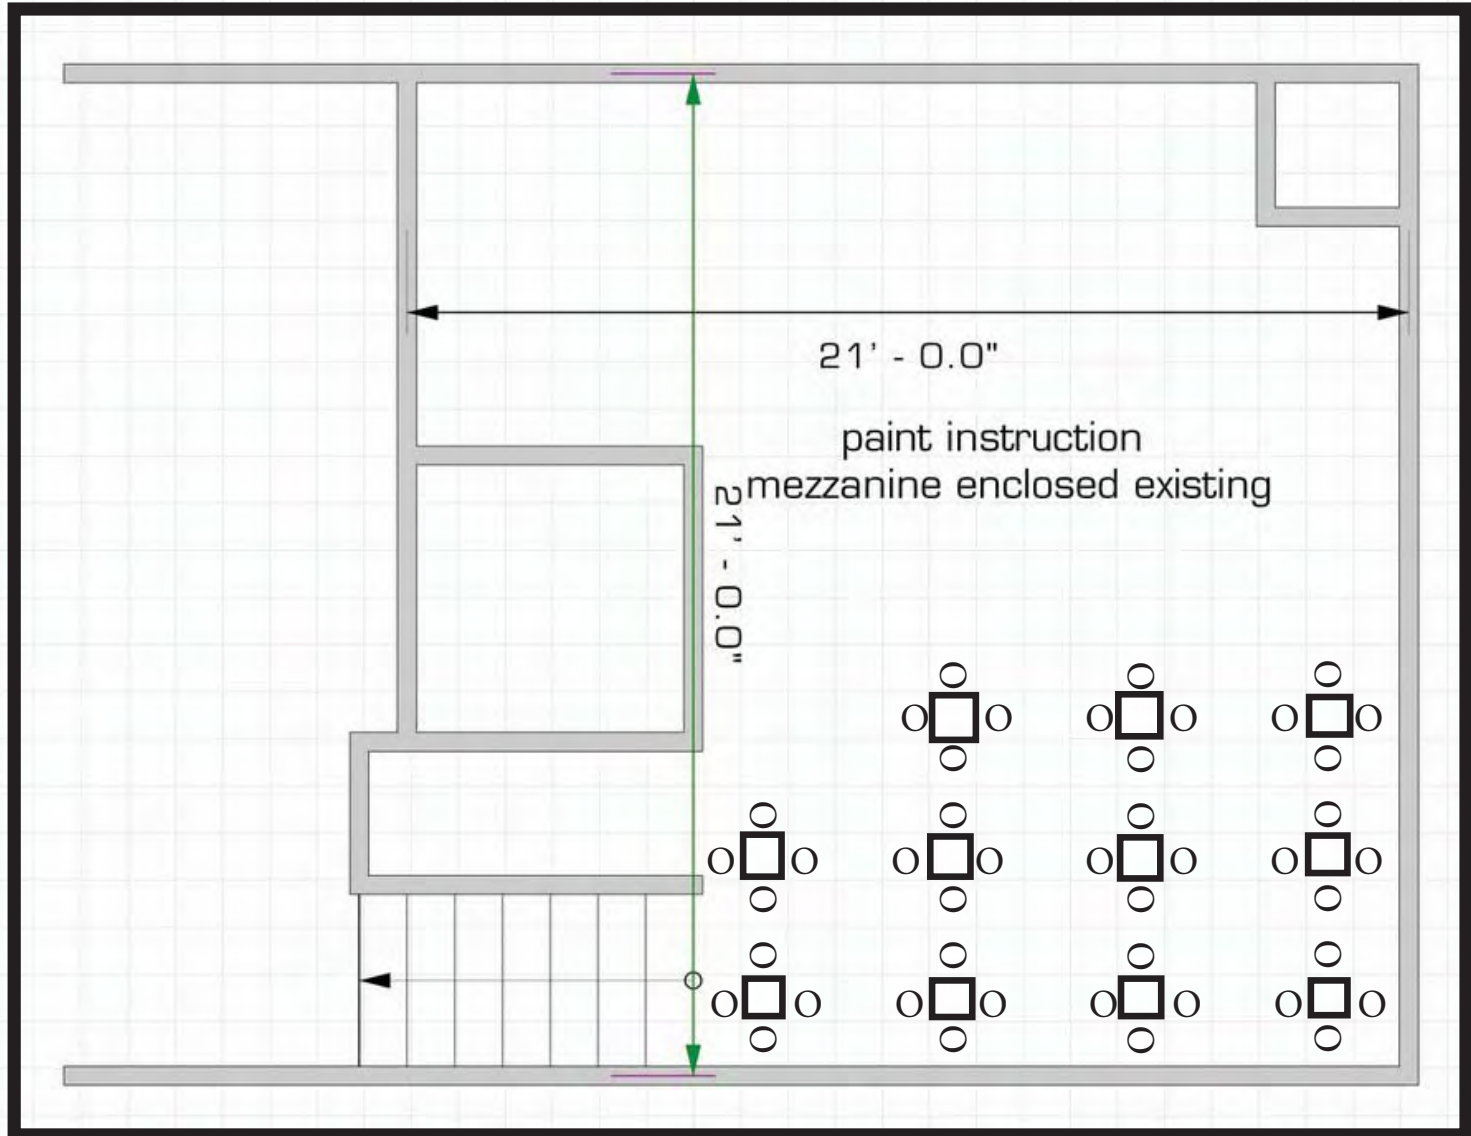 21' - 0.0"
paint instruction
mezzanine enclosed existing
21' - 0.0"